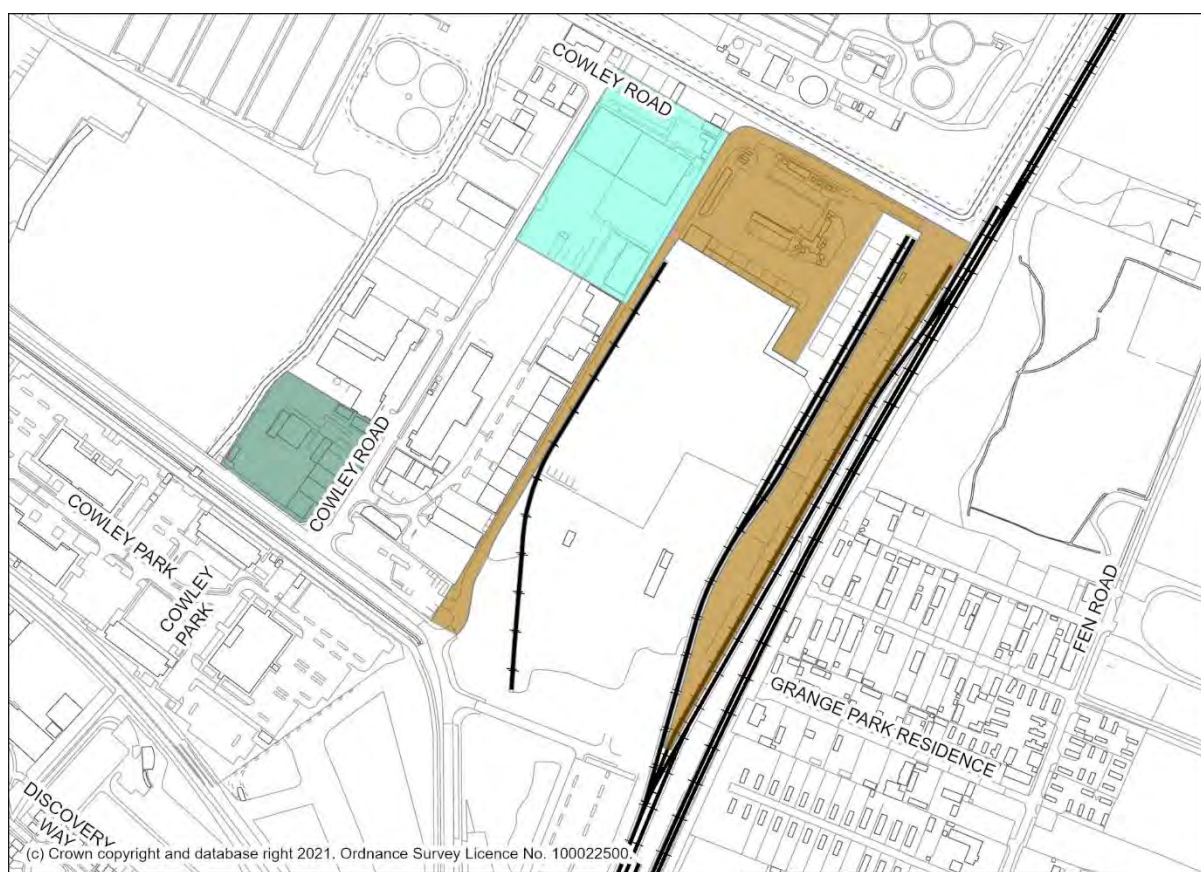 COWLEY ROAD
COWLEY ROAD
COWLEY PARK
COWLEY
PARK
FEN ROAD
GRANGE PARK RESIDENCE
DISCOVERY
WAY
(c) Crown copyright and database right 2021. Ordnance Survey Licence No. 100022500.